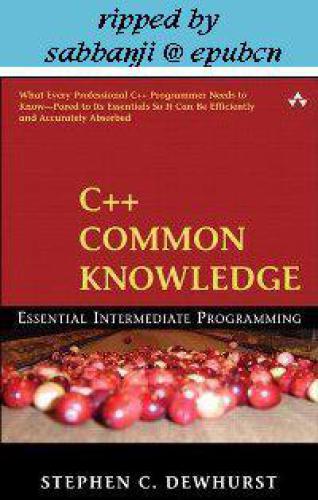 ripped by
sabbanji @ epubcn
What Every Professional C++ Programmer Needs to
Know—Pared to Its Essentials So It Can Be Efficiently
and Accurately Absorbed
C++
COMMON
KNOWLEDGE
ESSENTIAL INTERMEDIATE PROGRAMMING
STEPHEN C. DEWHURST